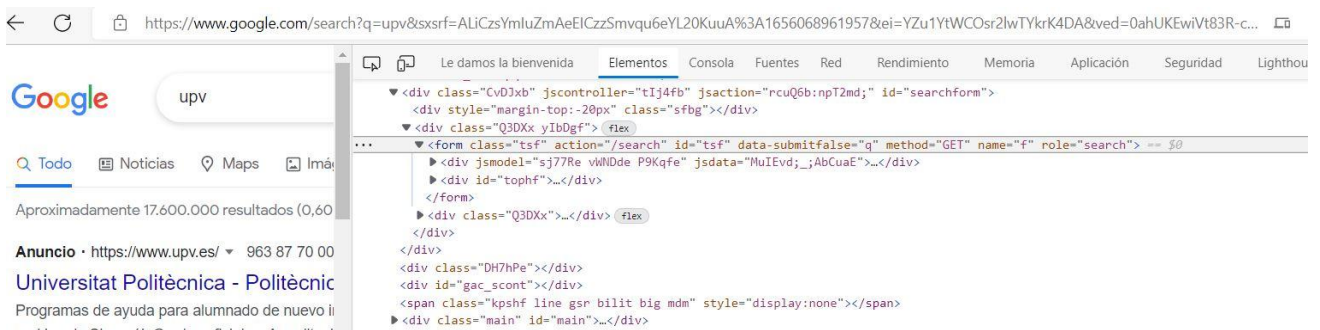 https://www.google.com/search?q=upv&sxsrf=ALiCzsYmIuZmAeEICzzSmvqu6eYL20KuuA%3A1656068961957&ei=YZu1YtWCOsr2lwTYkrK4DA&ved=0ahUKEwiVt83R-c...
Google
upv
Todo Noticias Maps Imág
Aproximadamente 17.600.000 resultados (0,60
Anuncio · https://www.upv.es/ 963 87 70 00
Universitat Politècnica - Politècnic
Programas de ayuda para alumnado de nuevo i
Le damos la bienvenida Elementos Consola Fuentes Red Rendimiento Memoria Aplicación Seguridad Lighthou
<div class="CvDJxb" jscontroller="tIj4fb" jsaction="rcuQ6b:npT2md;" id="searchform">
<div style="margin-top:-20px" class="sfbg"></div>
<div class="Q3DXx yIbDgf"> flex
... <form class="tsf" action="/search" id="tsf" data-submitfalse="q" method="GET" name="f" role="search"> == $0
<div jsmodel="sj77Re vWNDde P9Kqfe" jsdata="MuIEvd;_;AbCuaE">…</div>
<div id="tophf">…</div>
</form>
<div class="Q3DXx">…</div> flex
</div>
</div>
<div class="DH7hPe"></div>
<div id="gac_scont"></div>
<span class="kpshf line gsr bilit big mdm" style="display:none"></span>
<div class="main" id="main">…</div>